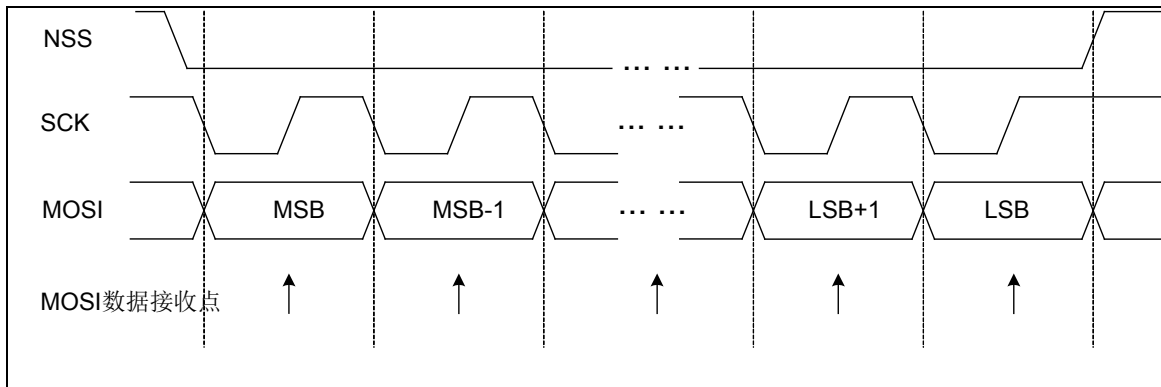 NSS
... ...
SCK
... ...
MOSI
MSB
MSB-1
... ...
LSB+1
LSB
MOSI数据接收点